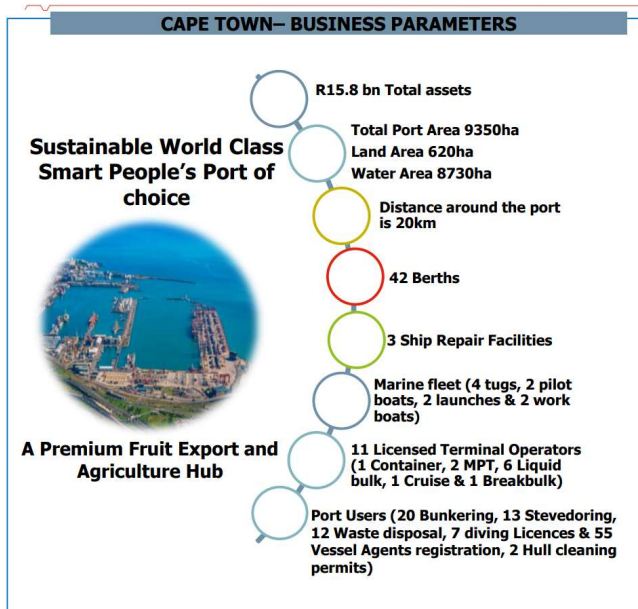 CAPE TOWN– BUSINESS PARAMETERS
Sustainable World Class
Smart People’s Port of
choice
A Premium Fruit Export and
Agriculture Hub
R15.8 bn Total assets
Total Port Area 9350ha
Land Area 620ha
Water Area 8730ha
Distance around the port
is 20km
42 Berths
3 Ship Repair Facilities
Marine fleet (4 tugs, 2 pilot
boats, 2 launches & 2 work
boats)
11 Licensed Terminal Operators
(1 Container, 2 MPT, 6 Liquid
bulk, 1 Cruise & 1 Breakbulk)
Port Users (20 Bunkering, 13 Stevedoring,
12 Waste disposal, 7 diving Licences & 55
Vessel Agents registration, 2 Hull cleaning
permits)